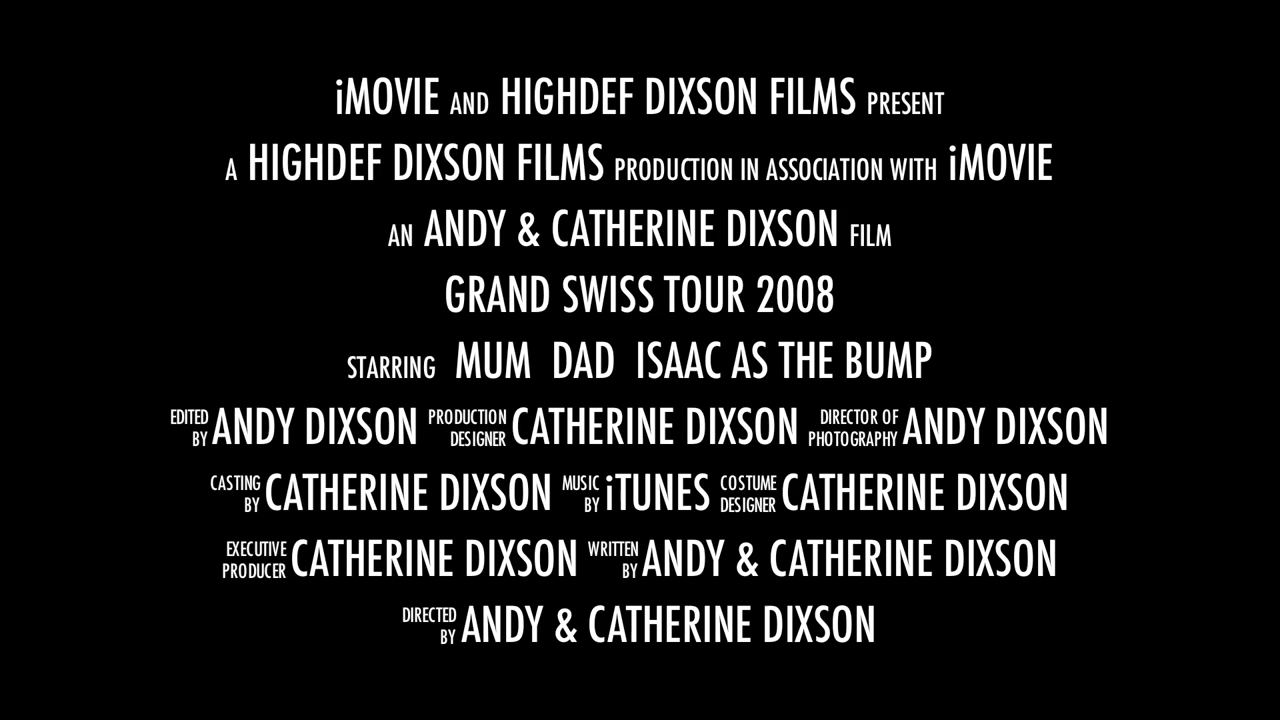 iMOVIE AND HIGHDEF DIXSON FILMS PRESENT
A HIGHDEF DIXSON FILMS PRODUCTION IN ASSOCIATION WITH iMOVIE
AN ANDY & CATHERINE DIXSON FILM
GRAND SWISS TOUR 2008
STARRING MUM DAD ISAAC AS THE BUMP
EDITED BY ANDY DIXSON PRODUCTION DESIGNER CATHERINE DIXSON DIRECTOR OF PHOTOGRAPHY ANDY DIXSON
CASTING BY CATHERINE DIXSON MUSIC BY iTUNES COSTUME DESIGNER CATHERINE DIXSON
EXECUTIVE PRODUCER CATHERINE DIXSON WRITTEN BY ANDY & CATHERINE DIXSON
DIRECTED BY ANDY & CATHERINE DIXSON